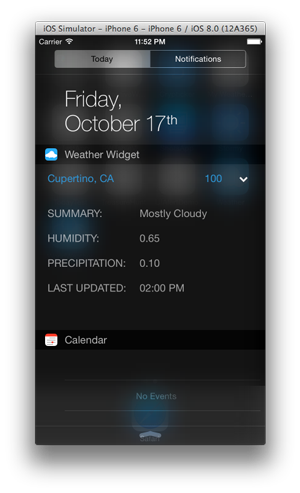 iOS Simulator – iPhone 6 – iPhone 6 / iOS 8.0 (12A365)
Carrier 11:52 PM
Today Notifications
Friday,
October 17th
Weather Widget
Cupertino, CA 100
SUMMARY: Mostly Cloudy
HUMIDITY: 0.65
PRECIPITATION: 0.10
LAST UPDATED: 02:00 PM
Calendar
No Events